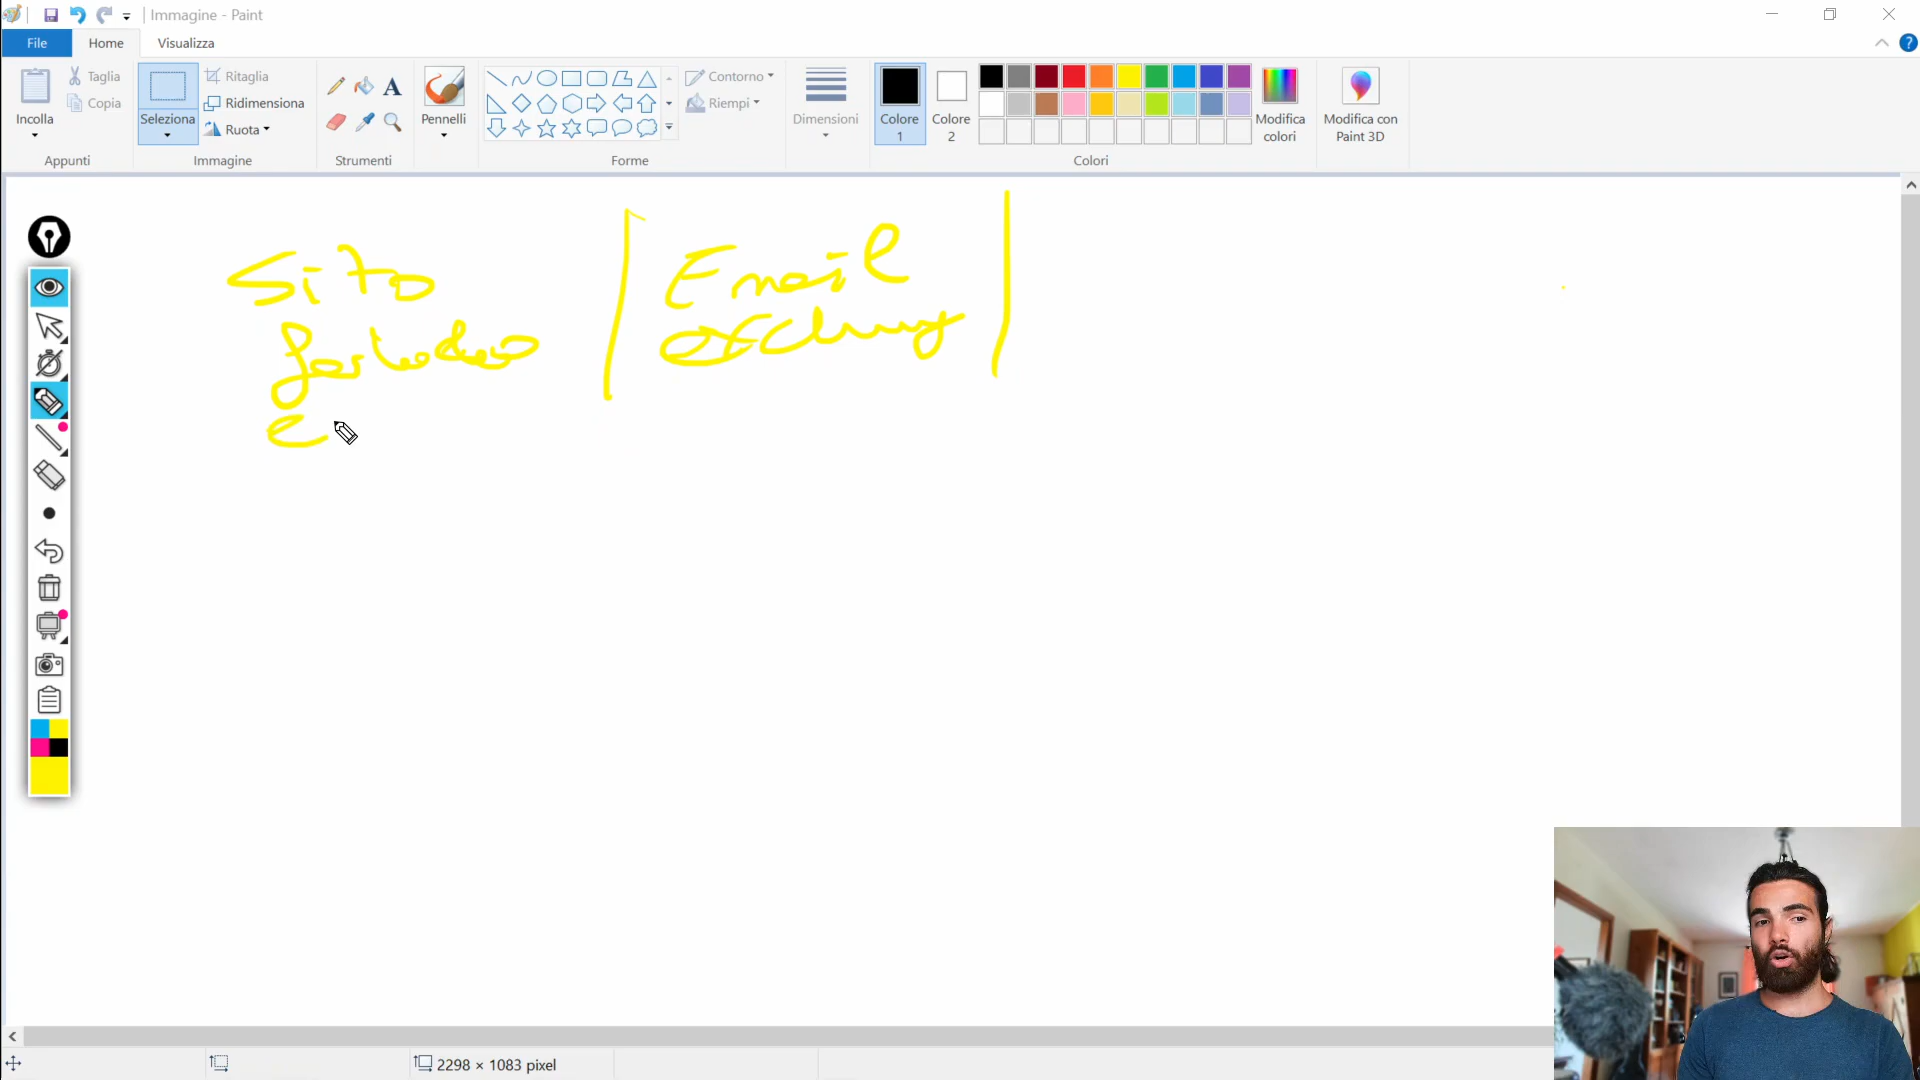 Immagine - Paint
File Home Visualizza
Incolla
Taglia
Copia
Appunti
Seleziona
Ritaglia
Ridimensiona
Ruota
Immagine
Strumenti
Pennelli
Contorno
Riempi
Forme
Dimensioni
Colore 1
Colore 2
Modifica colori
Colori
Modifica con Paint 3D
Sito
Email
e
2298 × 1083 pixel